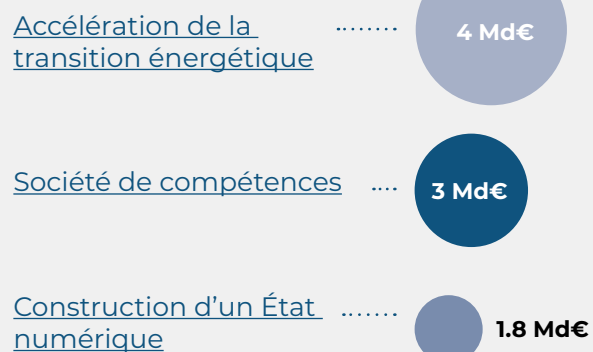 Accélération de la
transition énergétique
4 Md€
Société de compétences
3 Md€
Construction d’un État
numérique
1.8 Md€